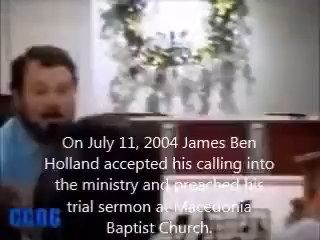 On July 11, 2004 James Ben
Holland accepted his calling into
the ministry and preached his
trial sermon at Macedonia
Baptist Church.